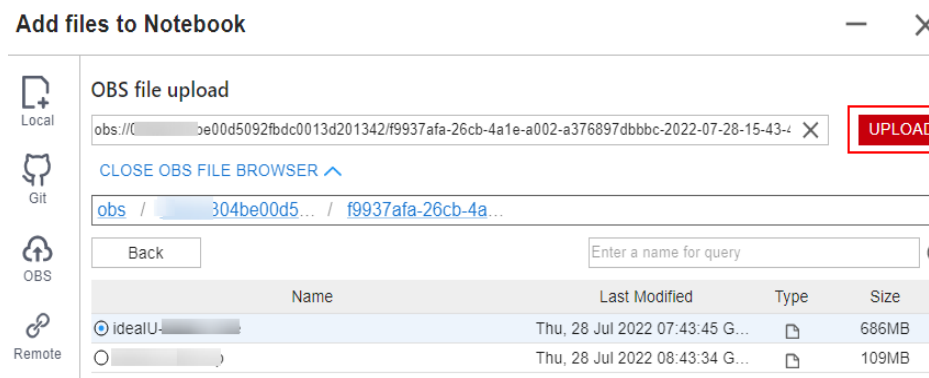 Add files to Notebook
OBS file upload
Local
obs://0 be00d5092fbdc0013d201342/f9937afa-26cb-4a1e-a002-a376897dbbbc-2022-07-28-15-43-4
UPLOAD
CLOSE OBS FILE BROWSER
Git
obs / 304be00d5... / f9937afa-26cb-4a...
Back
Enter a name for query
OBS
Name Last Modified Type Size
idealU- Thu, 28 Jul 2022 07:43:45 G... 686MB
Remote
Thu, 28 Jul 2022 08:43:34 G... 109MB